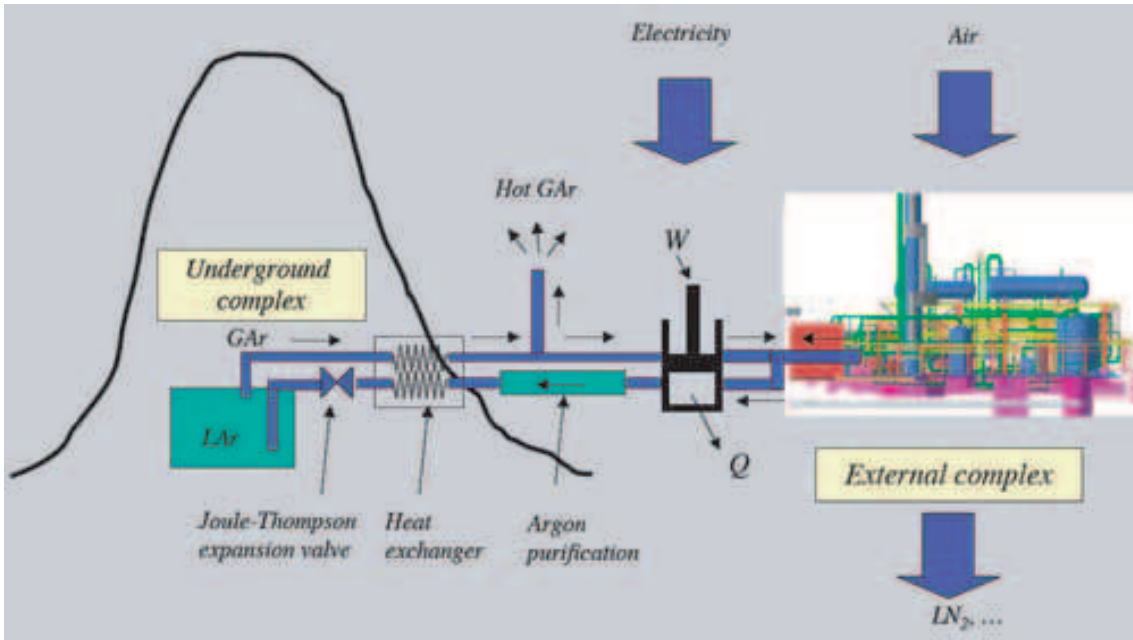 Electricity
Air
Hot GAr
W
Underground
complex
GAr
LAr
Q
External complex
Joule-Thompson
expansion valve
Heat
exchanger
Argon
purification
LN₂, ...